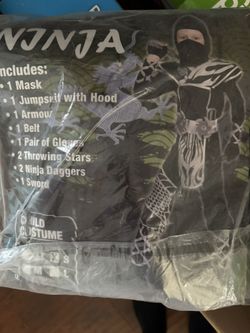 NINJA
Includes:
• 1 Mask
• 1 Jumpsuit with Hood
• 1 Armour
• 1 Belt
• 1 Pair of Gloves
• 2 Throwing Stars
• 2 Ninja Daggers
• 1 Sword
CHILD
COSTUME
S
M
L